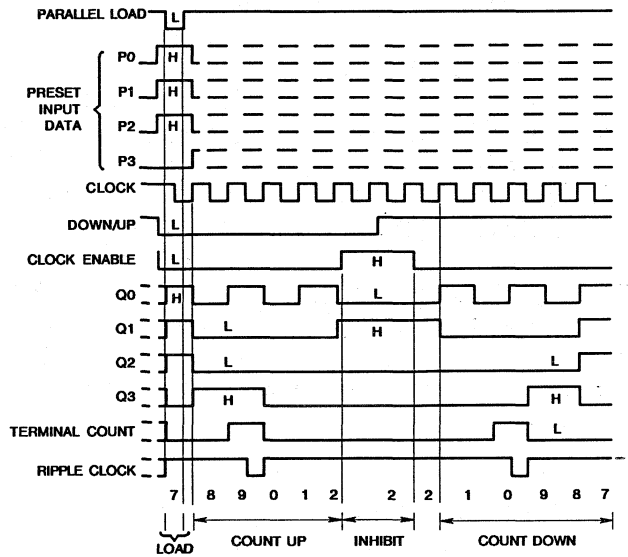 PARALLEL LOAD L
P0 H
P1 H
PRESET INPUT DATA
P2 H
P3
CLOCK
DOWN/UP L
CLOCK ENABLE L H
Q0 H L
Q1 L H
Q2 L L
Q3 H H
TERMINAL COUNT L
RIPPLE CLOCK
7 8 9 0 1 2 2 2 1 0 9 8 7
LOAD COUNT UP INHIBIT COUNT DOWN